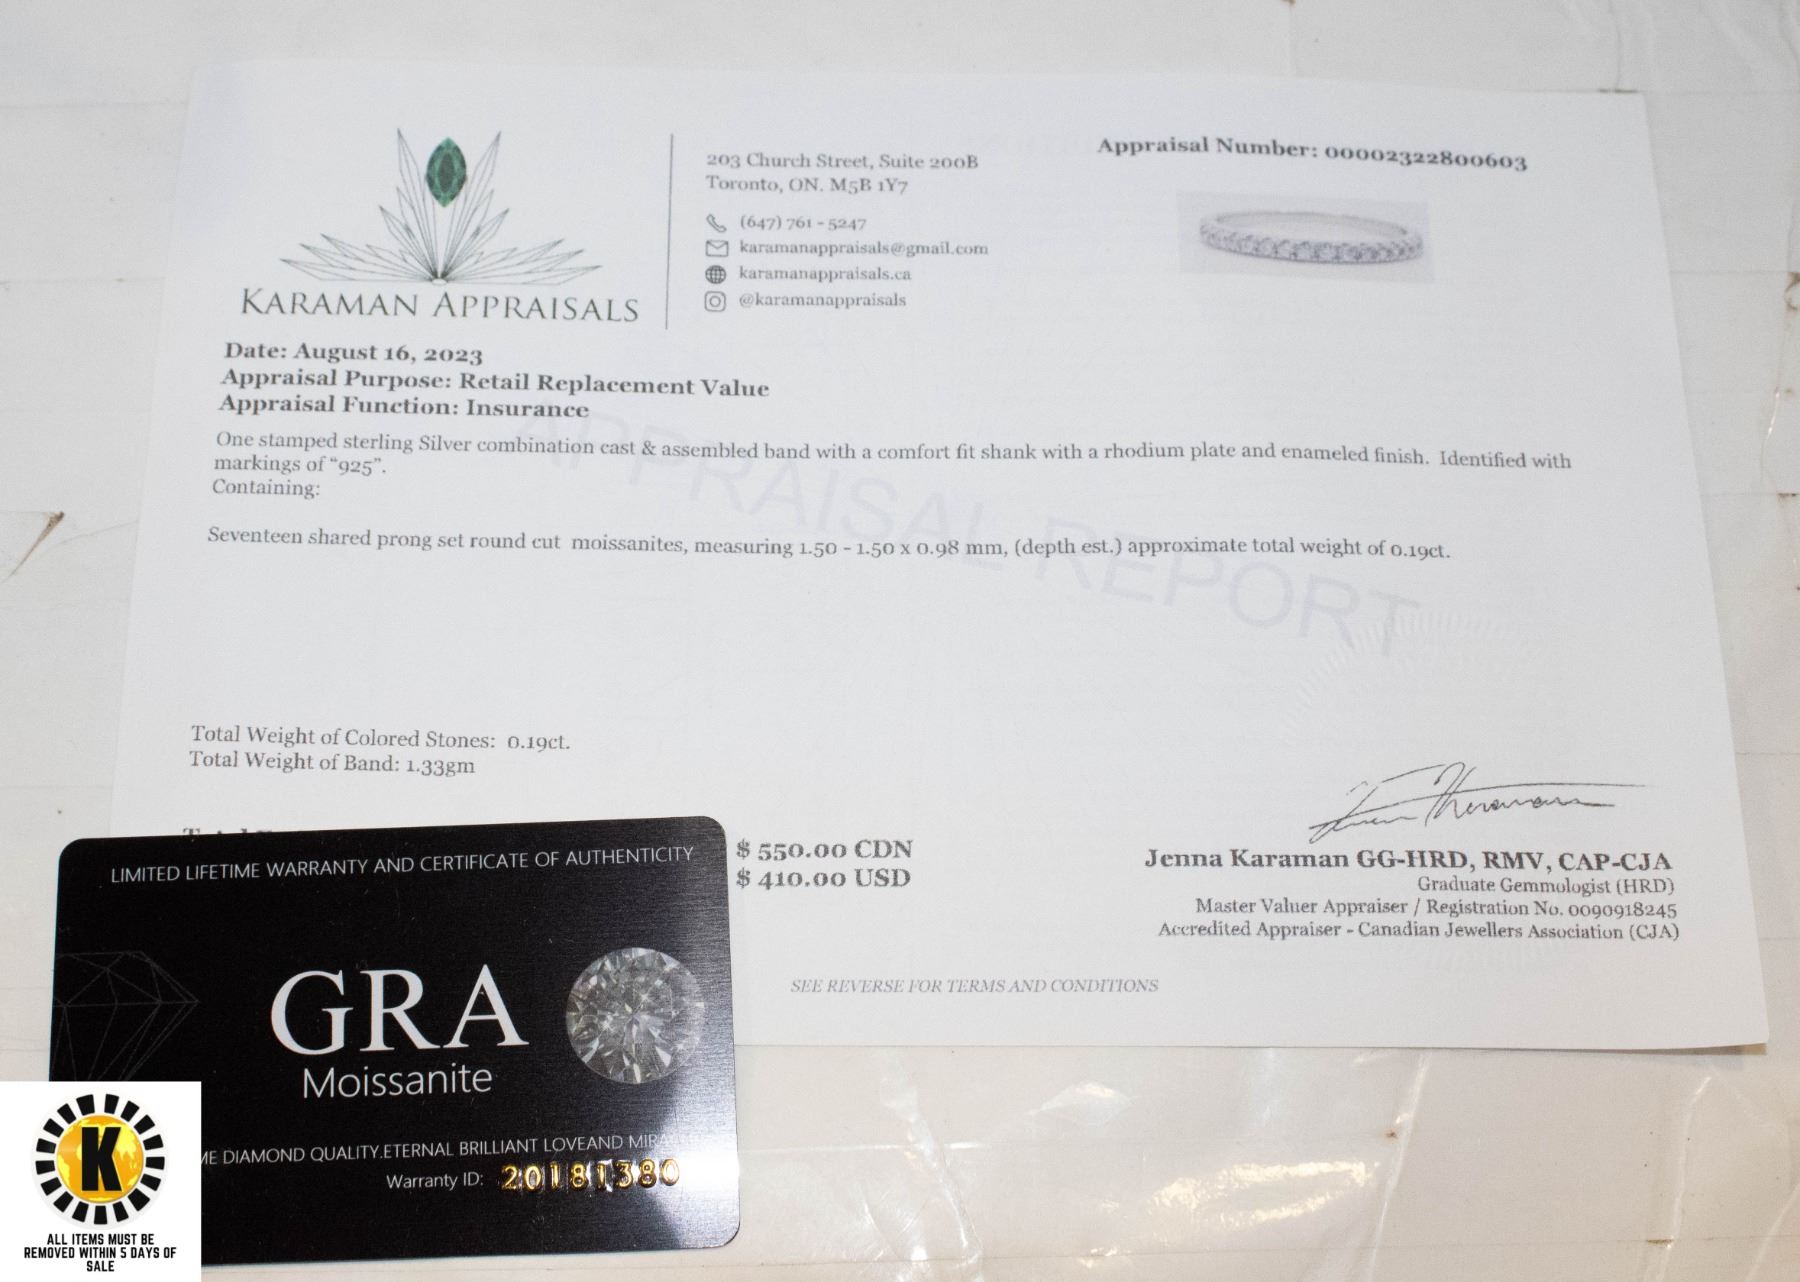 KARAMAN APPRAISALS
203 Church Street, Suite 200B
Toronto, ON. M5B 1Y7
(647) 761 - 5247
karamanappraisals@gmail.com
karamanappraisals.ca
@karamanappraisals
Appraisal Number: 00002322800603
Date: August 16, 2023
Appraisal Purpose: Retail Replacement Value
Appraisal Function: Insurance
APPRAISAL REPORT
One stamped sterling Silver combination cast & assembled band with a comfort fit shank with a rhodium plate and enameled finish. Identified with
markings of "925".
Containing:
Seventeen shared prong set round cut moissanites, measuring 1.50 - 1.50 x 0.98 mm, (depth est.) approximate total weight of 0.19ct.
Total Weight of Colored Stones: 0.19ct.
Total Weight of Band: 1.33gm
$ 550.00 CDN
$ 410.00 USD
Jenna Karaman GG-HRD, RMV, CAP-CJA
Graduate Gemmologist (HRD)
Master Valuer Appraiser / Registration No. 0090918245
Accredited Appraiser - Canadian Jewellers Association (CJA)
SEE REVERSE FOR TERMS AND CONDITIONS
LIMITED LIFETIME WARRANTY AND CERTIFICATE OF AUTHENTICITY
GRA
Moissanite
DIAMOND QUALITY.ETERNAL BRILLIANT LOVEAND
Warranty ID: 20181380
K
ALL ITEMS MUST BE
REMOVED WITHIN 5 DAYS OF
SALE